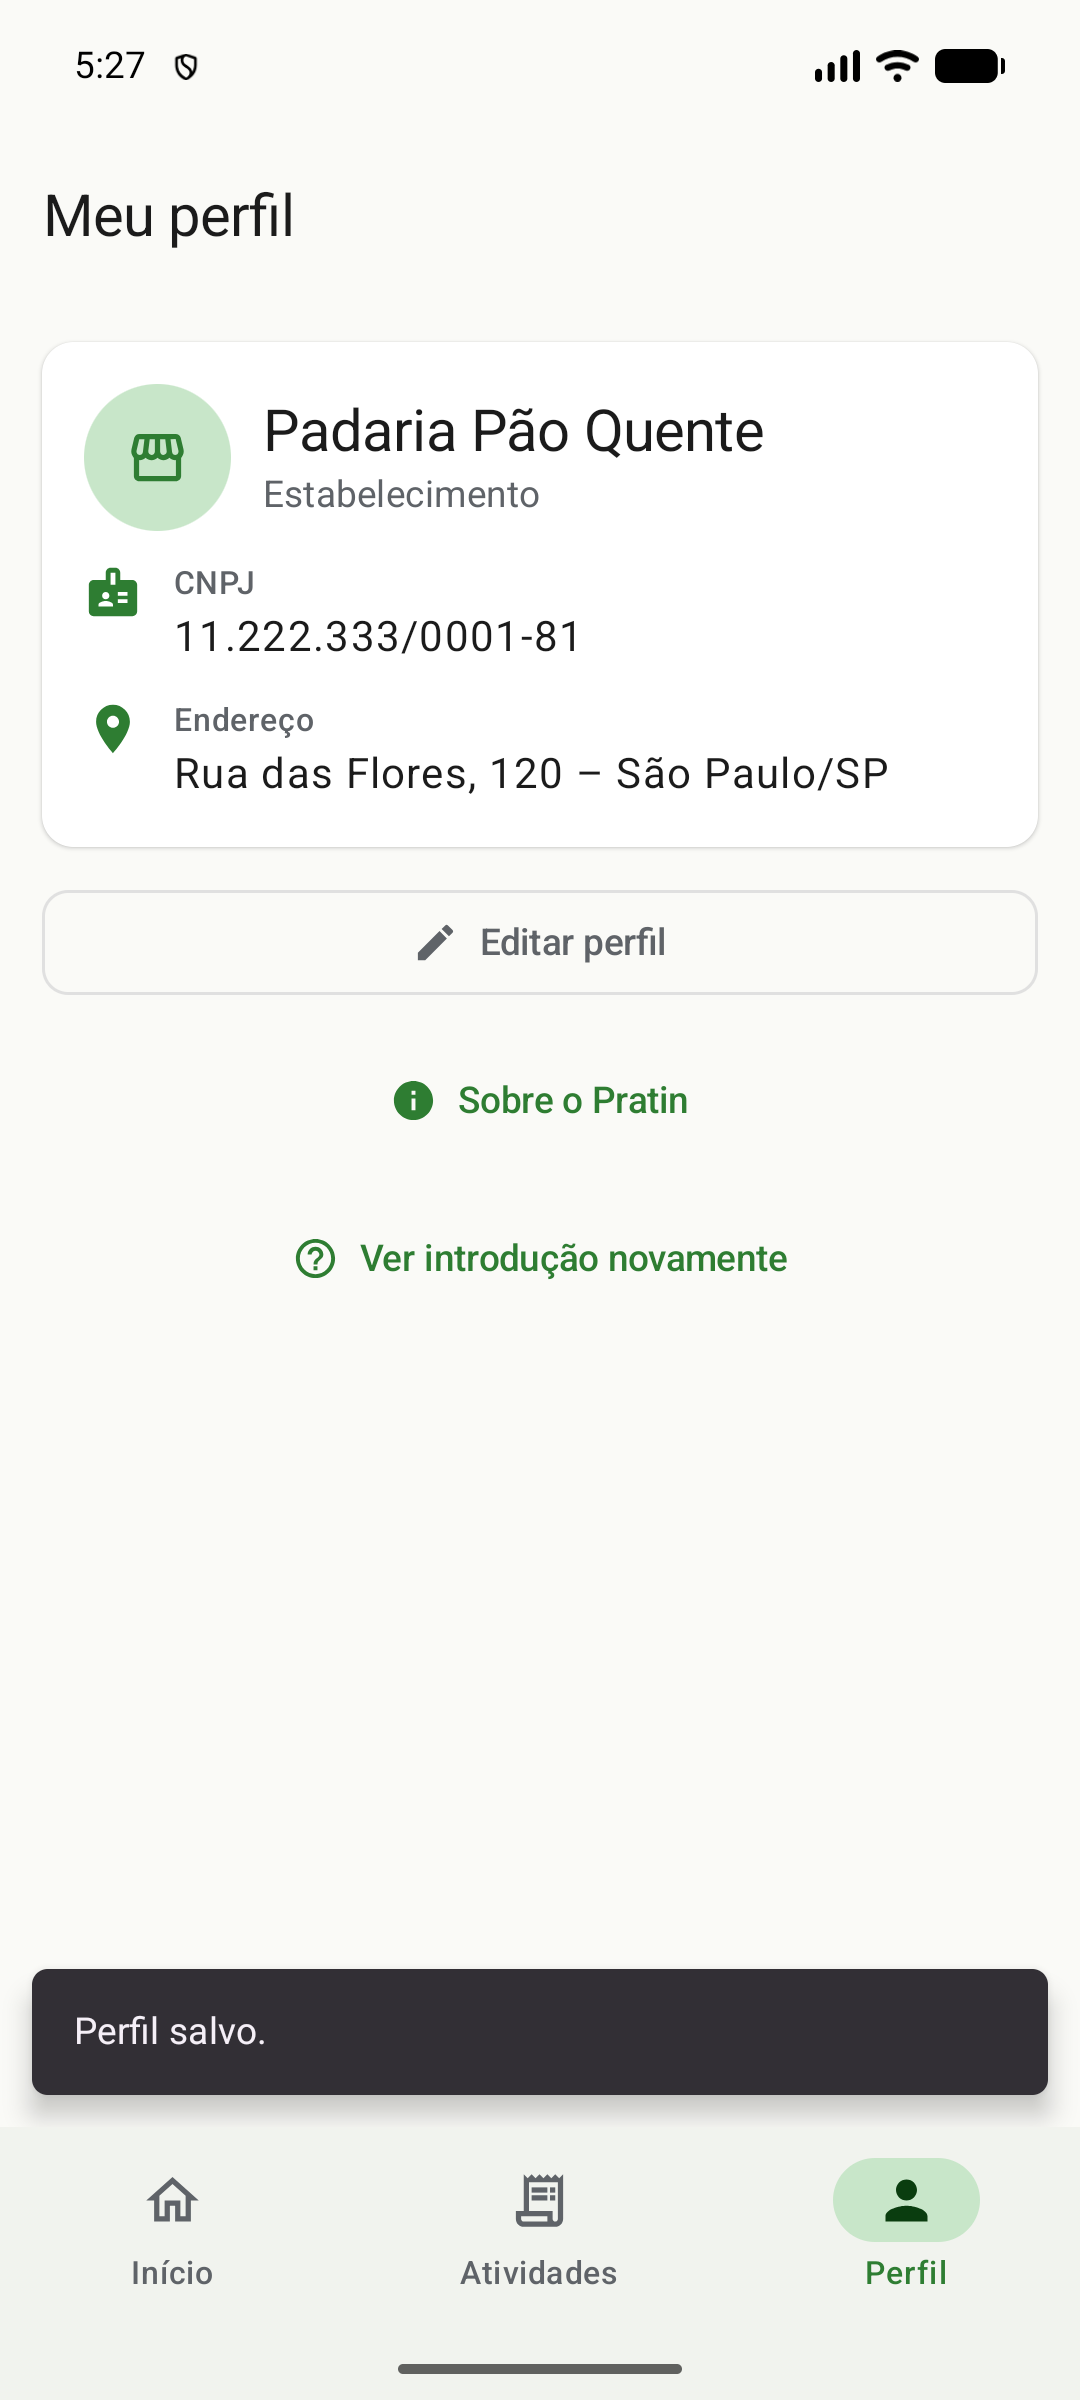 5:27
Meu perfil
Padaria Pão Quente
Estabelecimento
CNPJ
11.222.333/0001-81
Endereço
Rua das Flores, 120 – São Paulo/SP
Editar perfil
Sobre o Pratin
Ver introdução novamente
Perfil salvo.
Início
Atividades
Perfil